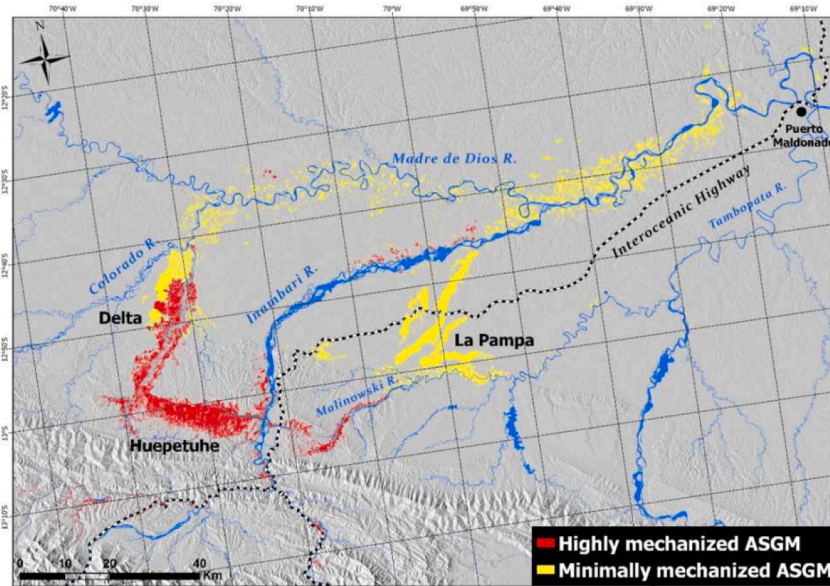 70°40'W 70°30'W 70°20'W 70°10'W 70°W 69°50'W 69°40'W 69°30'W 69°20'W 69°10'W
N
12°20'S
12°30'S
12°40'S
12°50'S
13°S
13°10'S
Puerto
Maldonado
Madre de Dios R.
Interoceanic Highway
Tambopata R.
Colorado R.
Inambari R.
Delta
La Pampa
Malinowski R.
Huepetuhe
0 10 20 40
Km
Highly mechanized ASGM
Minimally mechanized ASGM